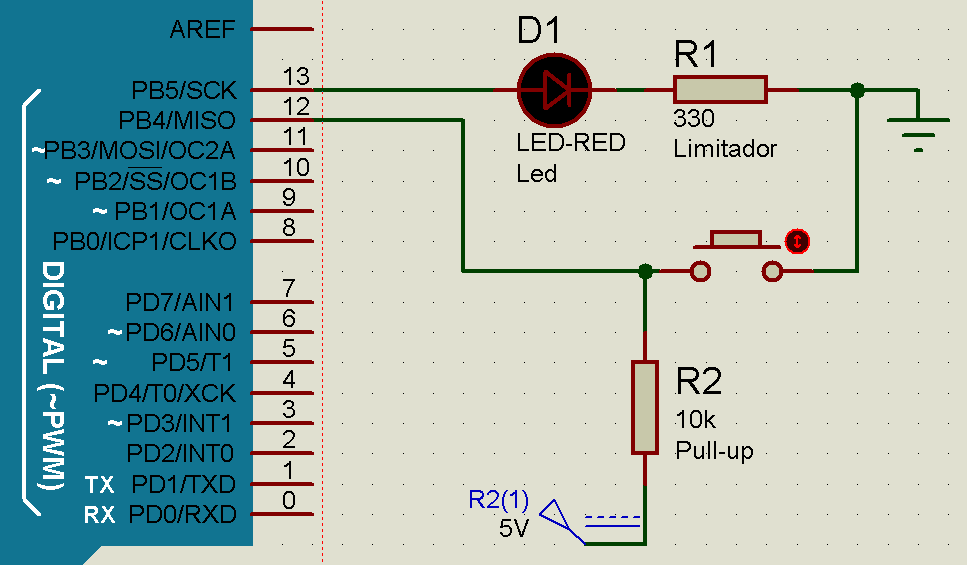 AREF
PB5/SCK 13
PB4/MISO 12
~PB3/MOSI/OC2A 11
~ PB2/SS/OC1B 10
~ PB1/OC1A 9
PB0/ICP1/CLKO 8
PD7/AIN1 7
~PD6/AIN0 6
~ PD5/T1 5
PD4/T0/XCK 4
~PD3/INT1 3
PD2/INT0 2
TX PD1/TXD 1
RX PD0/RXD 0
DIGITAL (~PWM)
D1
LED-RED
Led
R1
330
Limitador
R2
10k
Pull-up
R2(1)
5V